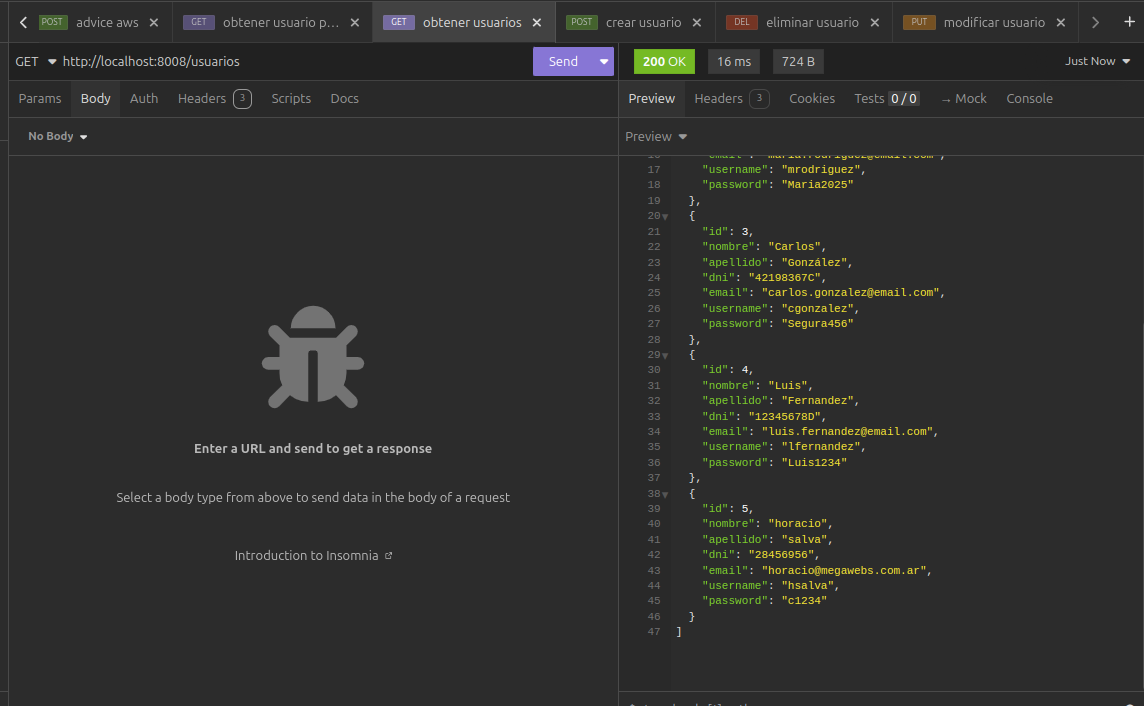 POST advice aws
GET obtener usuario p...
GET obtener usuarios
POST crear usuario
DEL eliminar usuario
PUT modificar usuario
GET http://localhost:8008/usuarios
Send
200 OK 16 ms 724 B
Just Now
Params Body Auth Headers 3 Scripts Docs
Preview Headers 3 Cookies Tests 0 / 0 → Mock Console
No Body
Preview
17 "username": "mrodriguez",
18 "password": "Maria2025"
19 },
20 {
21 "id": 3,
22 "nombre": "Carlos",
23 "apellido": "González",
24 "dni": "42198367C",
25 "email": "carlos.gonzalez@email.com",
26 "username": "cgonzalez",
27 "password": "Segura456"
28 },
29 {
30 "id": 4,
31 "nombre": "Luis",
32 "apellido": "Fernandez",
33 "dni": "12345678D",
34 "email": "luis.fernandez@email.com",
35 "username": "lfernandez",
36 "password": "Luis1234"
37 },
38 {
39 "id": 5,
40 "nombre": "horacio",
41 "apellido": "salva",
42 "dni": "28456956",
43 "email": "horacio@megawebs.com.ar",
44 "username": "hsalva",
45 "password": "c1234"
46 }
47 ]
Enter a URL and send to get a response
Select a body type from above to send data in the body of a request
Introduction to Insomnia